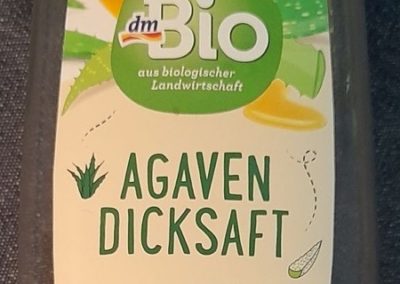 dm
Bio
aus biologischer
Landwirtschaft
AGAVEN
DICKSAFT